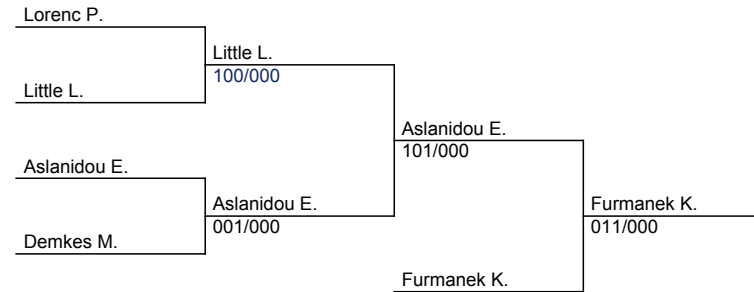 Lorenc P.
Little L.
100/000
Little L.
Aslanidou E.
101/000
Aslanidou E.
Aslanidou E.
001/000
Furmanek K.
011/000
Demkes M.
Furmanek K.